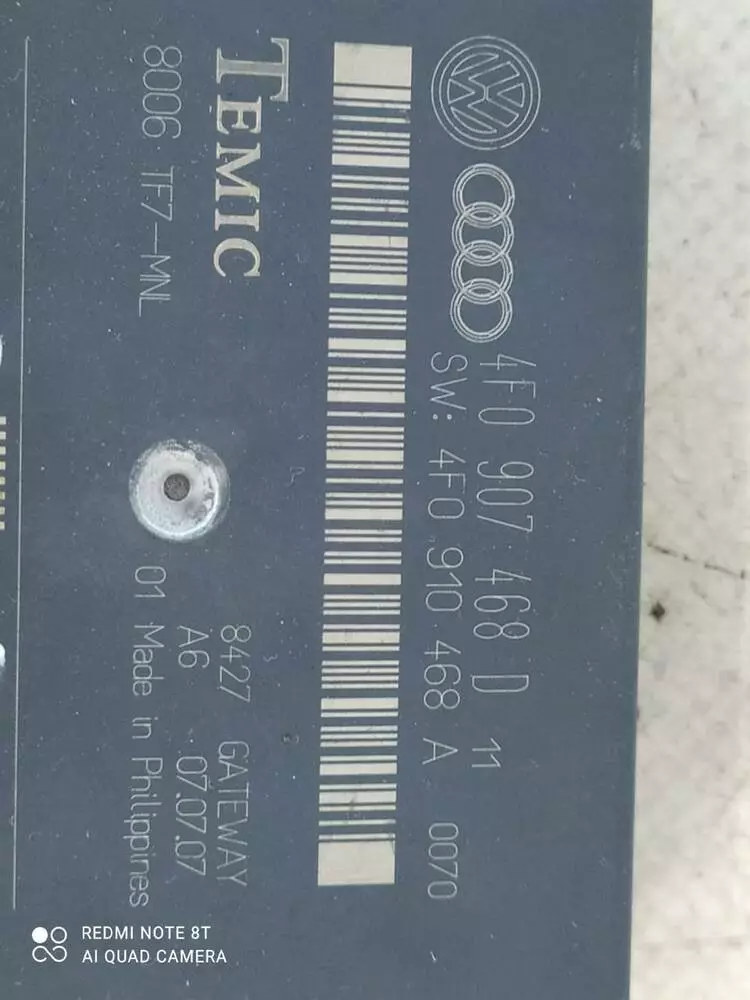 4F0 907 468 D 11
SW: 4F0 910 468 A 0070
TEMIC
8006 TF7-MNL
8427 GATEWAY
A6 07.07.07
01 Made in Philippines
REDMI NOTE 8T
AI QUAD CAMERA